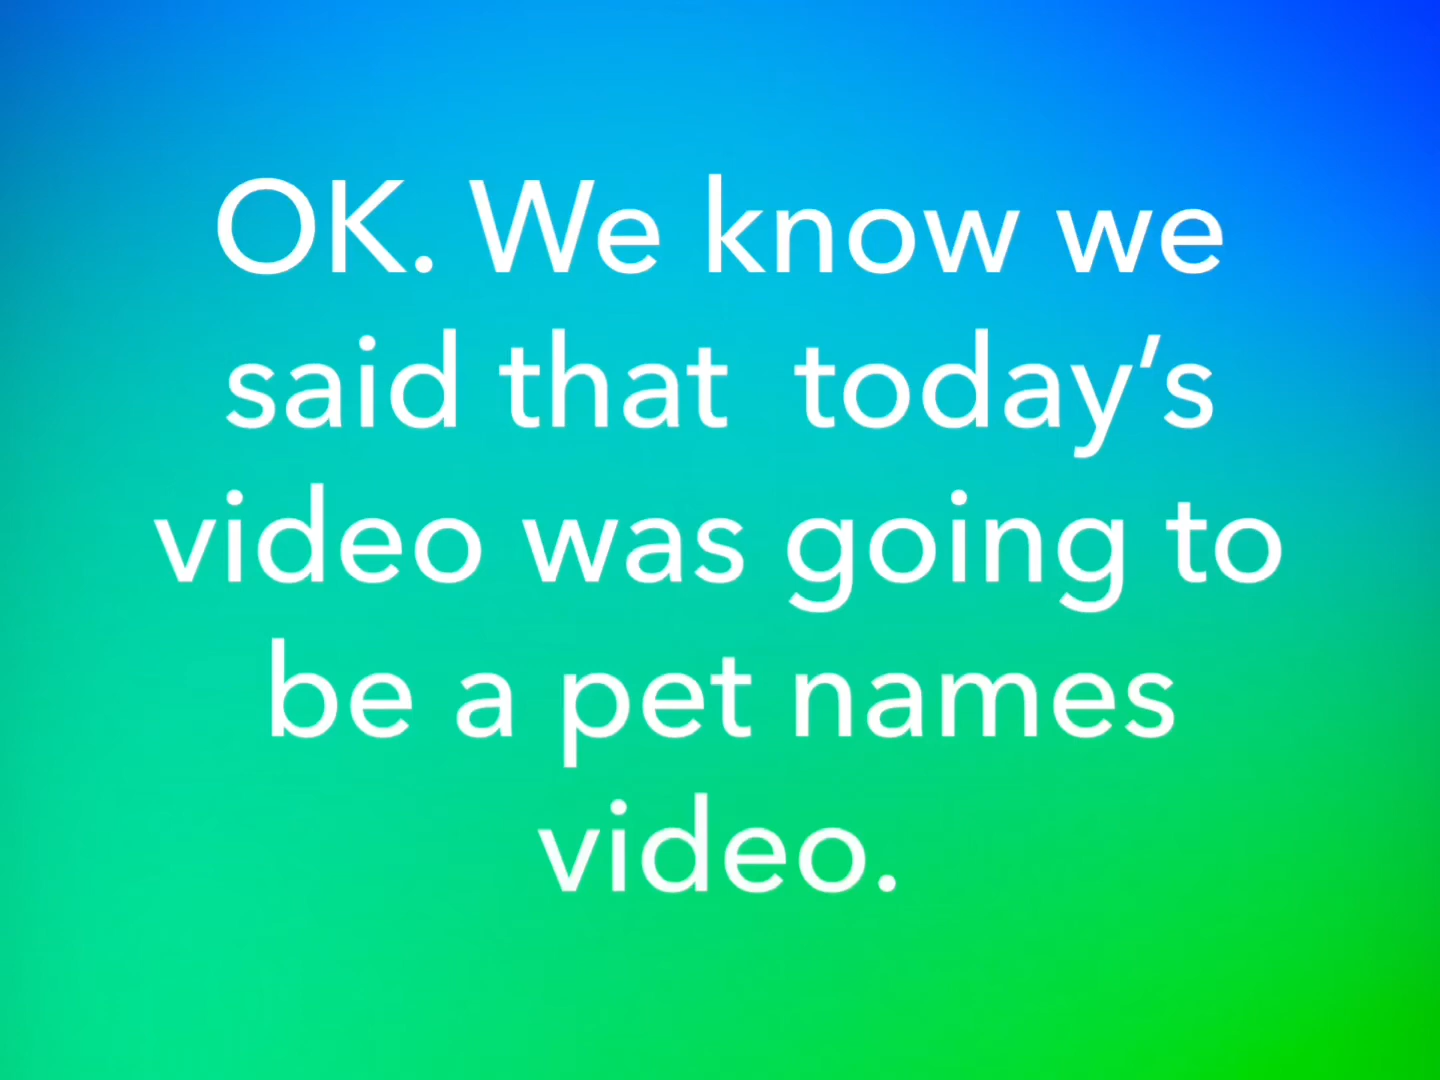 OK. We know we
said that  today’s
video was going to
be a pet names
video.